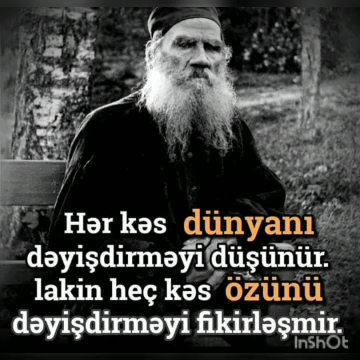 Hər kəs dünyanı
dəyişdirməyi düşünür.
lakin heç kəs özünü
dəyişdirməyi fikirləşmir.
InShOt